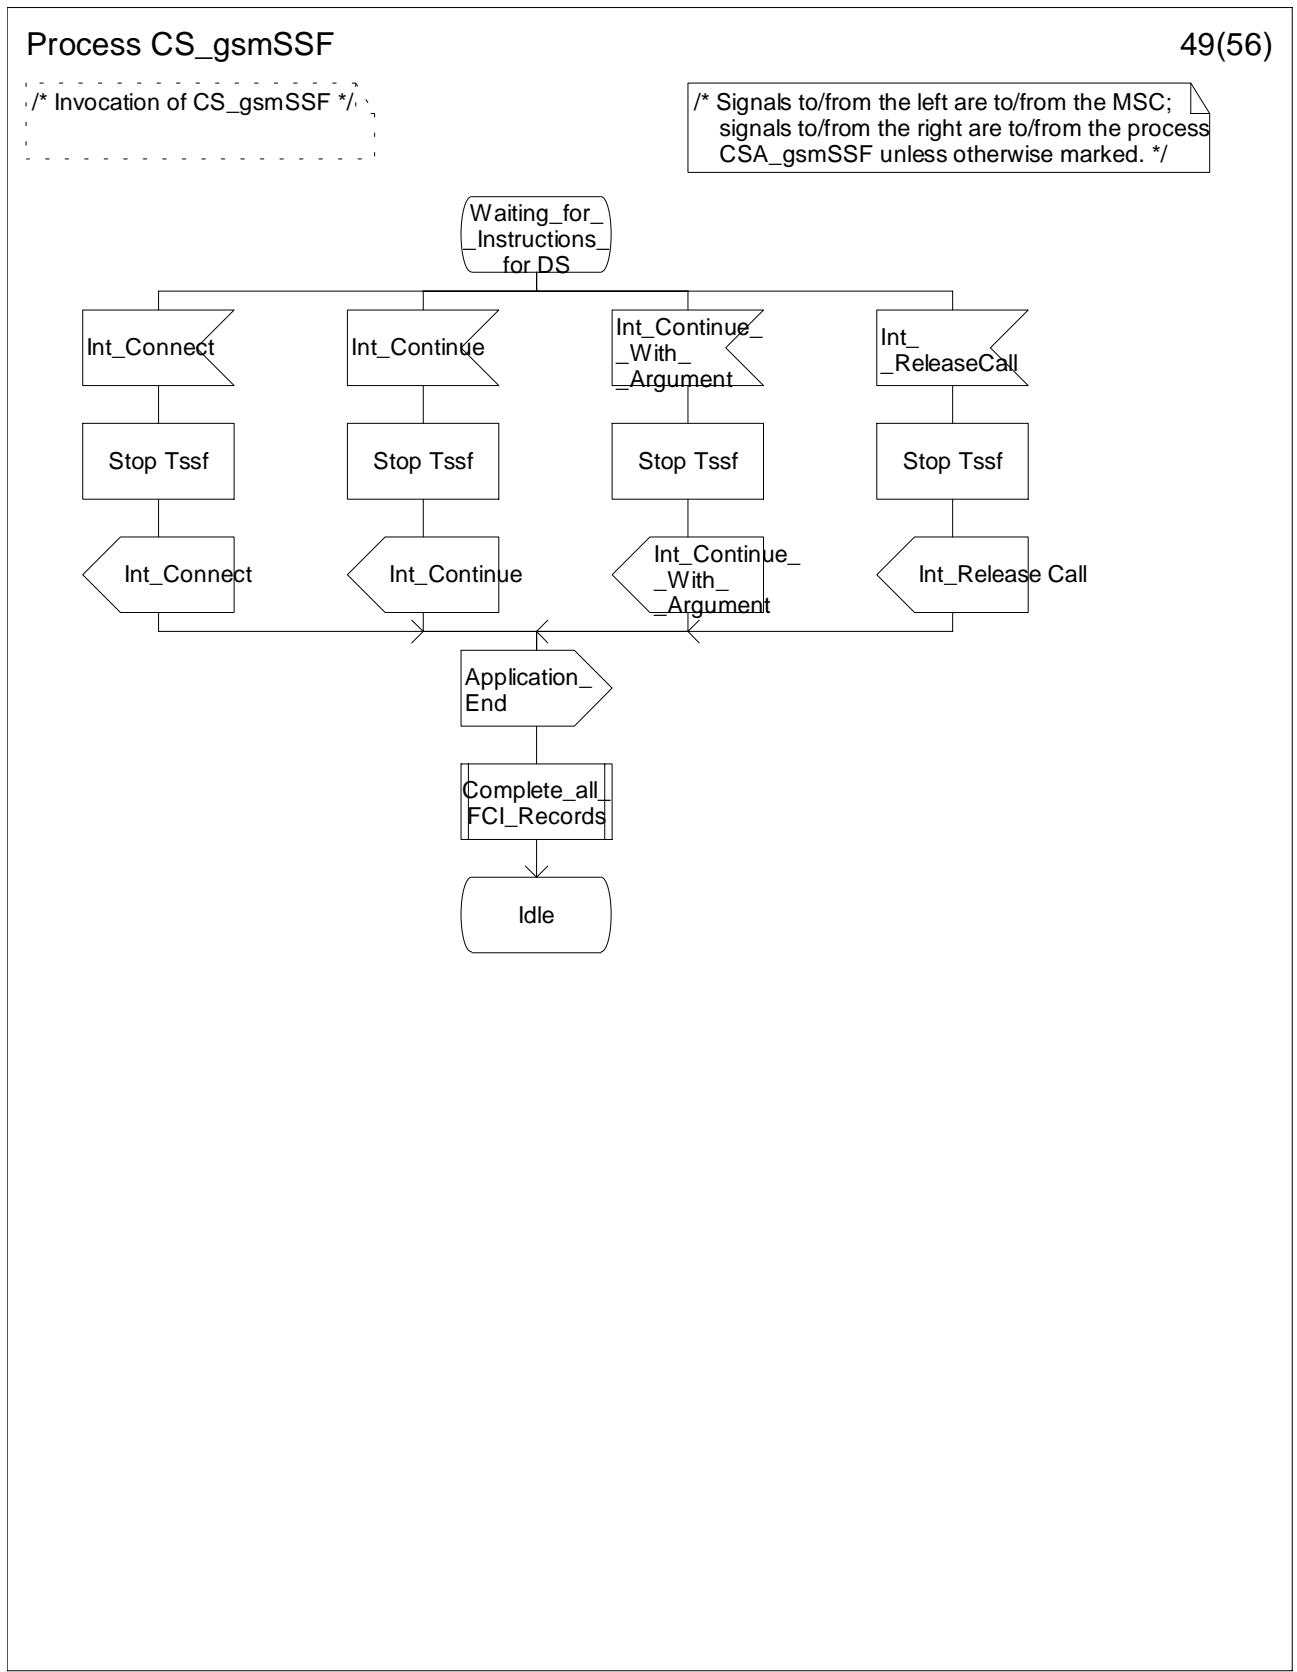 Process CS_gsmSSF
49(56)
/* Invocation of CS_gsmSSF */
/* Signals to/from the left are to/from the MSC;
signals to/from the right are to/from the process
CSA_gsmSSF unless otherwise marked. */
Waiting_for_
_Instructions_
for DS
Int_Connect
Int_Continue
Int_Continue_
_With_
_Argument
Int_
_ReleaseCall
Stop Tssf
Stop Tssf
Stop Tssf
Stop Tssf
Int_Connect
Int_Continue
Int_Continue_
_With_
_Argument
Int_Release Call
Application_
End
Complete_all_
FCI_Records
Idle